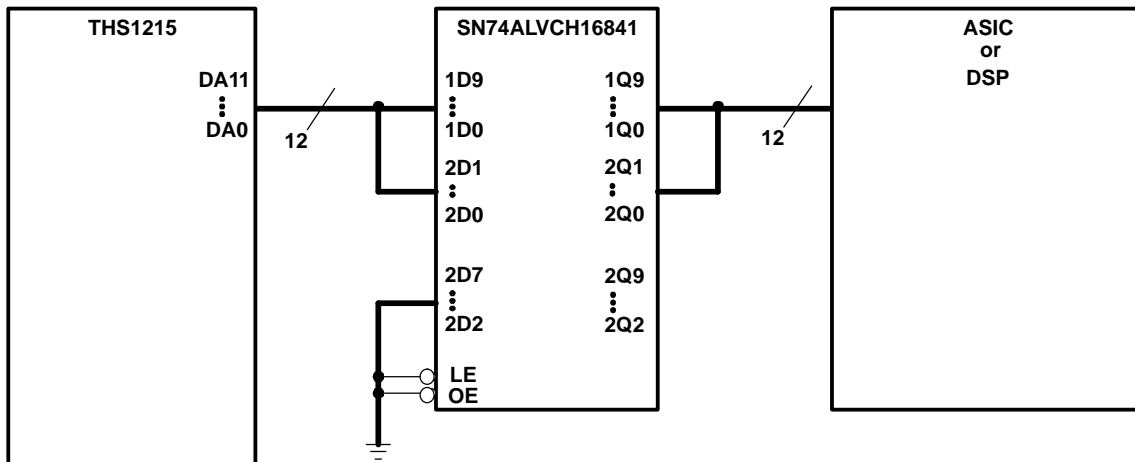 THS1215
DA11
DA0
12
SN74ALVCH16841
1D9
1D0
2D1
2D0
2D7
2D2
LE
OE
1Q9
1Q0
2Q1
2Q0
2Q9
2Q2
12
ASIC
or
DSP